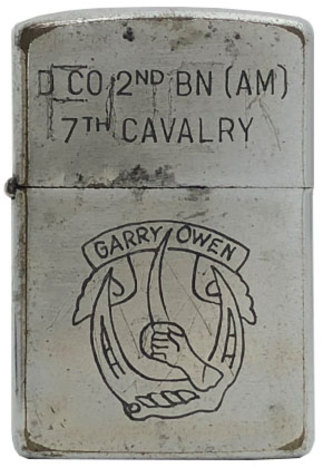 D CO 2ND BN (AM)
7TH CAVALRY
GARRY OWEN